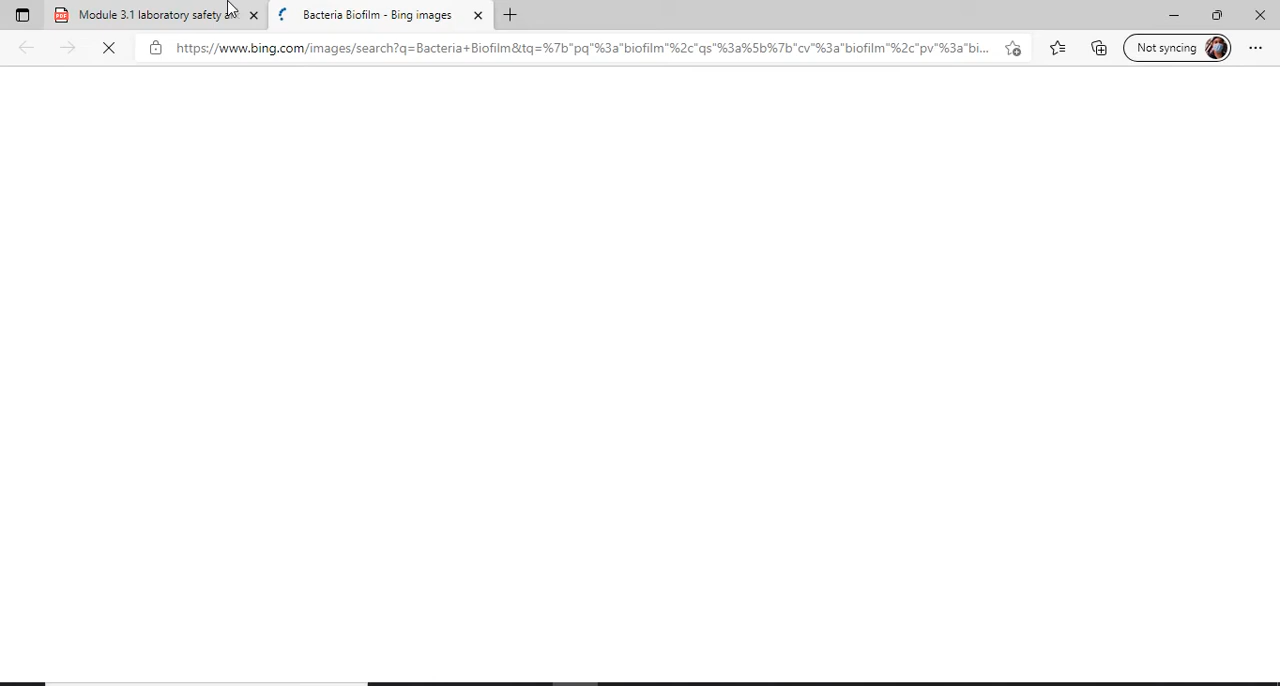 Module 3.1 laboratory safety
Bacteria Biofilm - Bing images
https://www.bing.com/images/search?q=Bacteria+Biofilm&tq=%7b"pq"%3a"biofilm"%2c"qs"%3a%5b%7b"cv"%3a"biofilm"%2c"pv"%3a"bi...
Not syncing
PDF